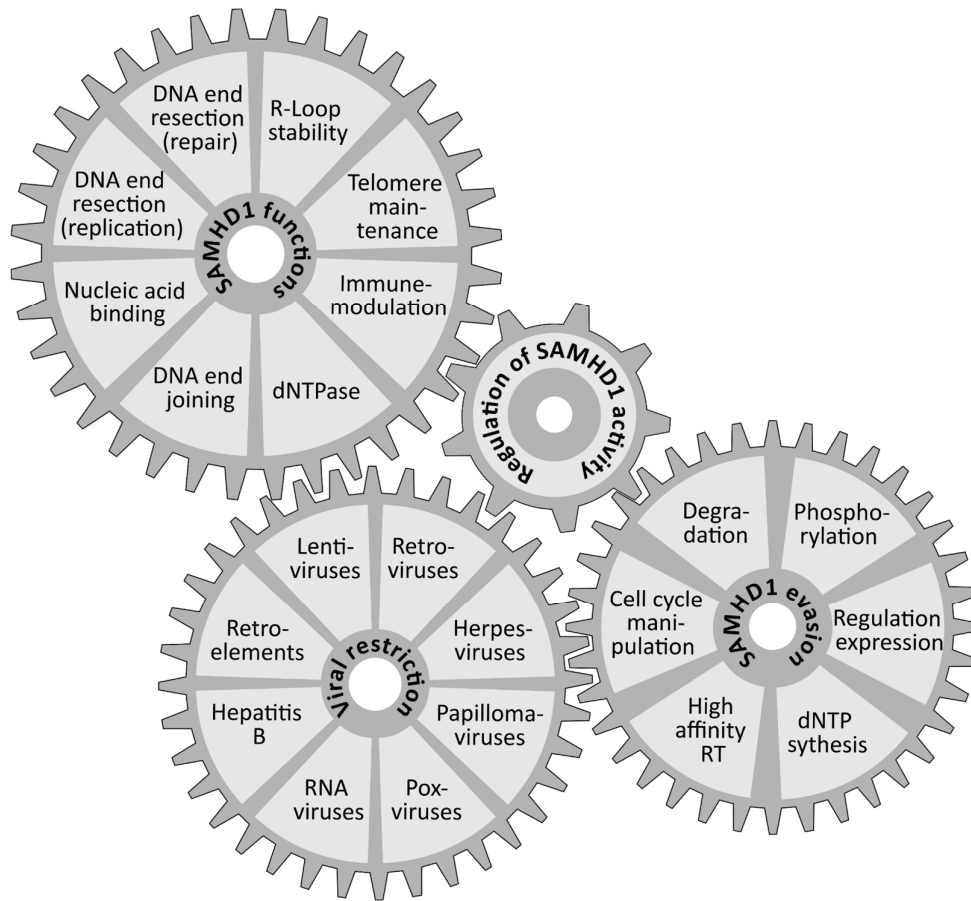 DNA end
resection
(repair)
R-Loop
stability
Telomere
main-
tenance
Immune-
modulation
dNTPase
DNA end
joining
Nucleic acid
binding
DNA end
resection
(replication)
SAMHD1 functions
Regulation of SAMHD1 activity
Lenti-
viruses
Retro-
viruses
Herpes-
viruses
Papilloma-
viruses
Pox-
viruses
RNA
viruses
Hepatitis
B
Retro-
elements
Viral restriction
Degra-
dation
Phospho-
rylation
Regulation
expression
dNTP
sythesis
High
affinity
RT
Cell cycle
mani-
pulation
SAMHD1 evasion